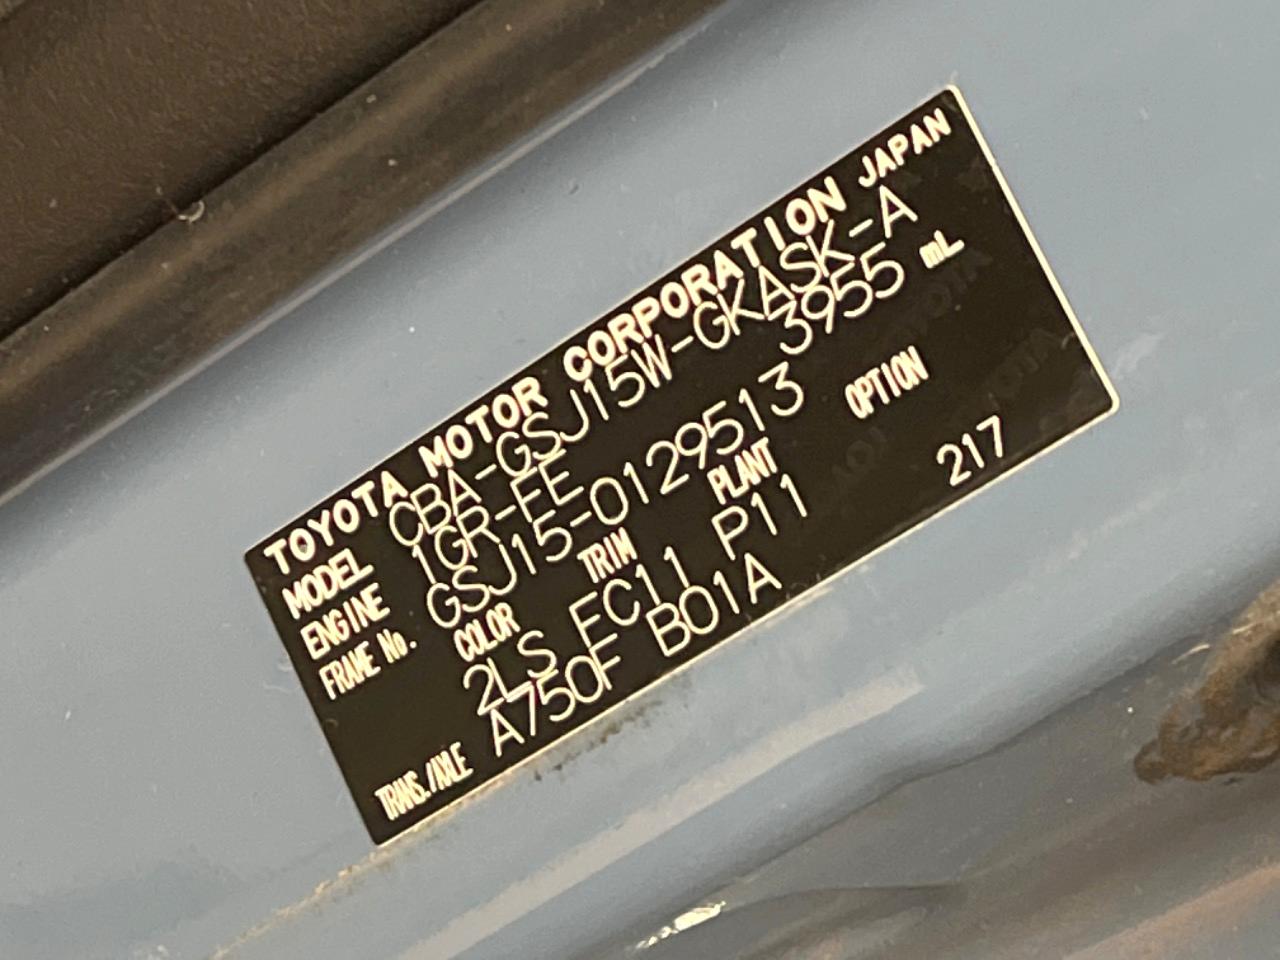 TOYOTA MOTOR CORPORATION JAPAN
MODEL CBA-GSJ15W-GKASK-A
ENGINE 1GR-FE 3955 mL
FRAME No. GSJ15-0129513
COLOR TRIM PLANT OPTION
2LS FC11 P11 217
TRANS./AXLE A750F B01A